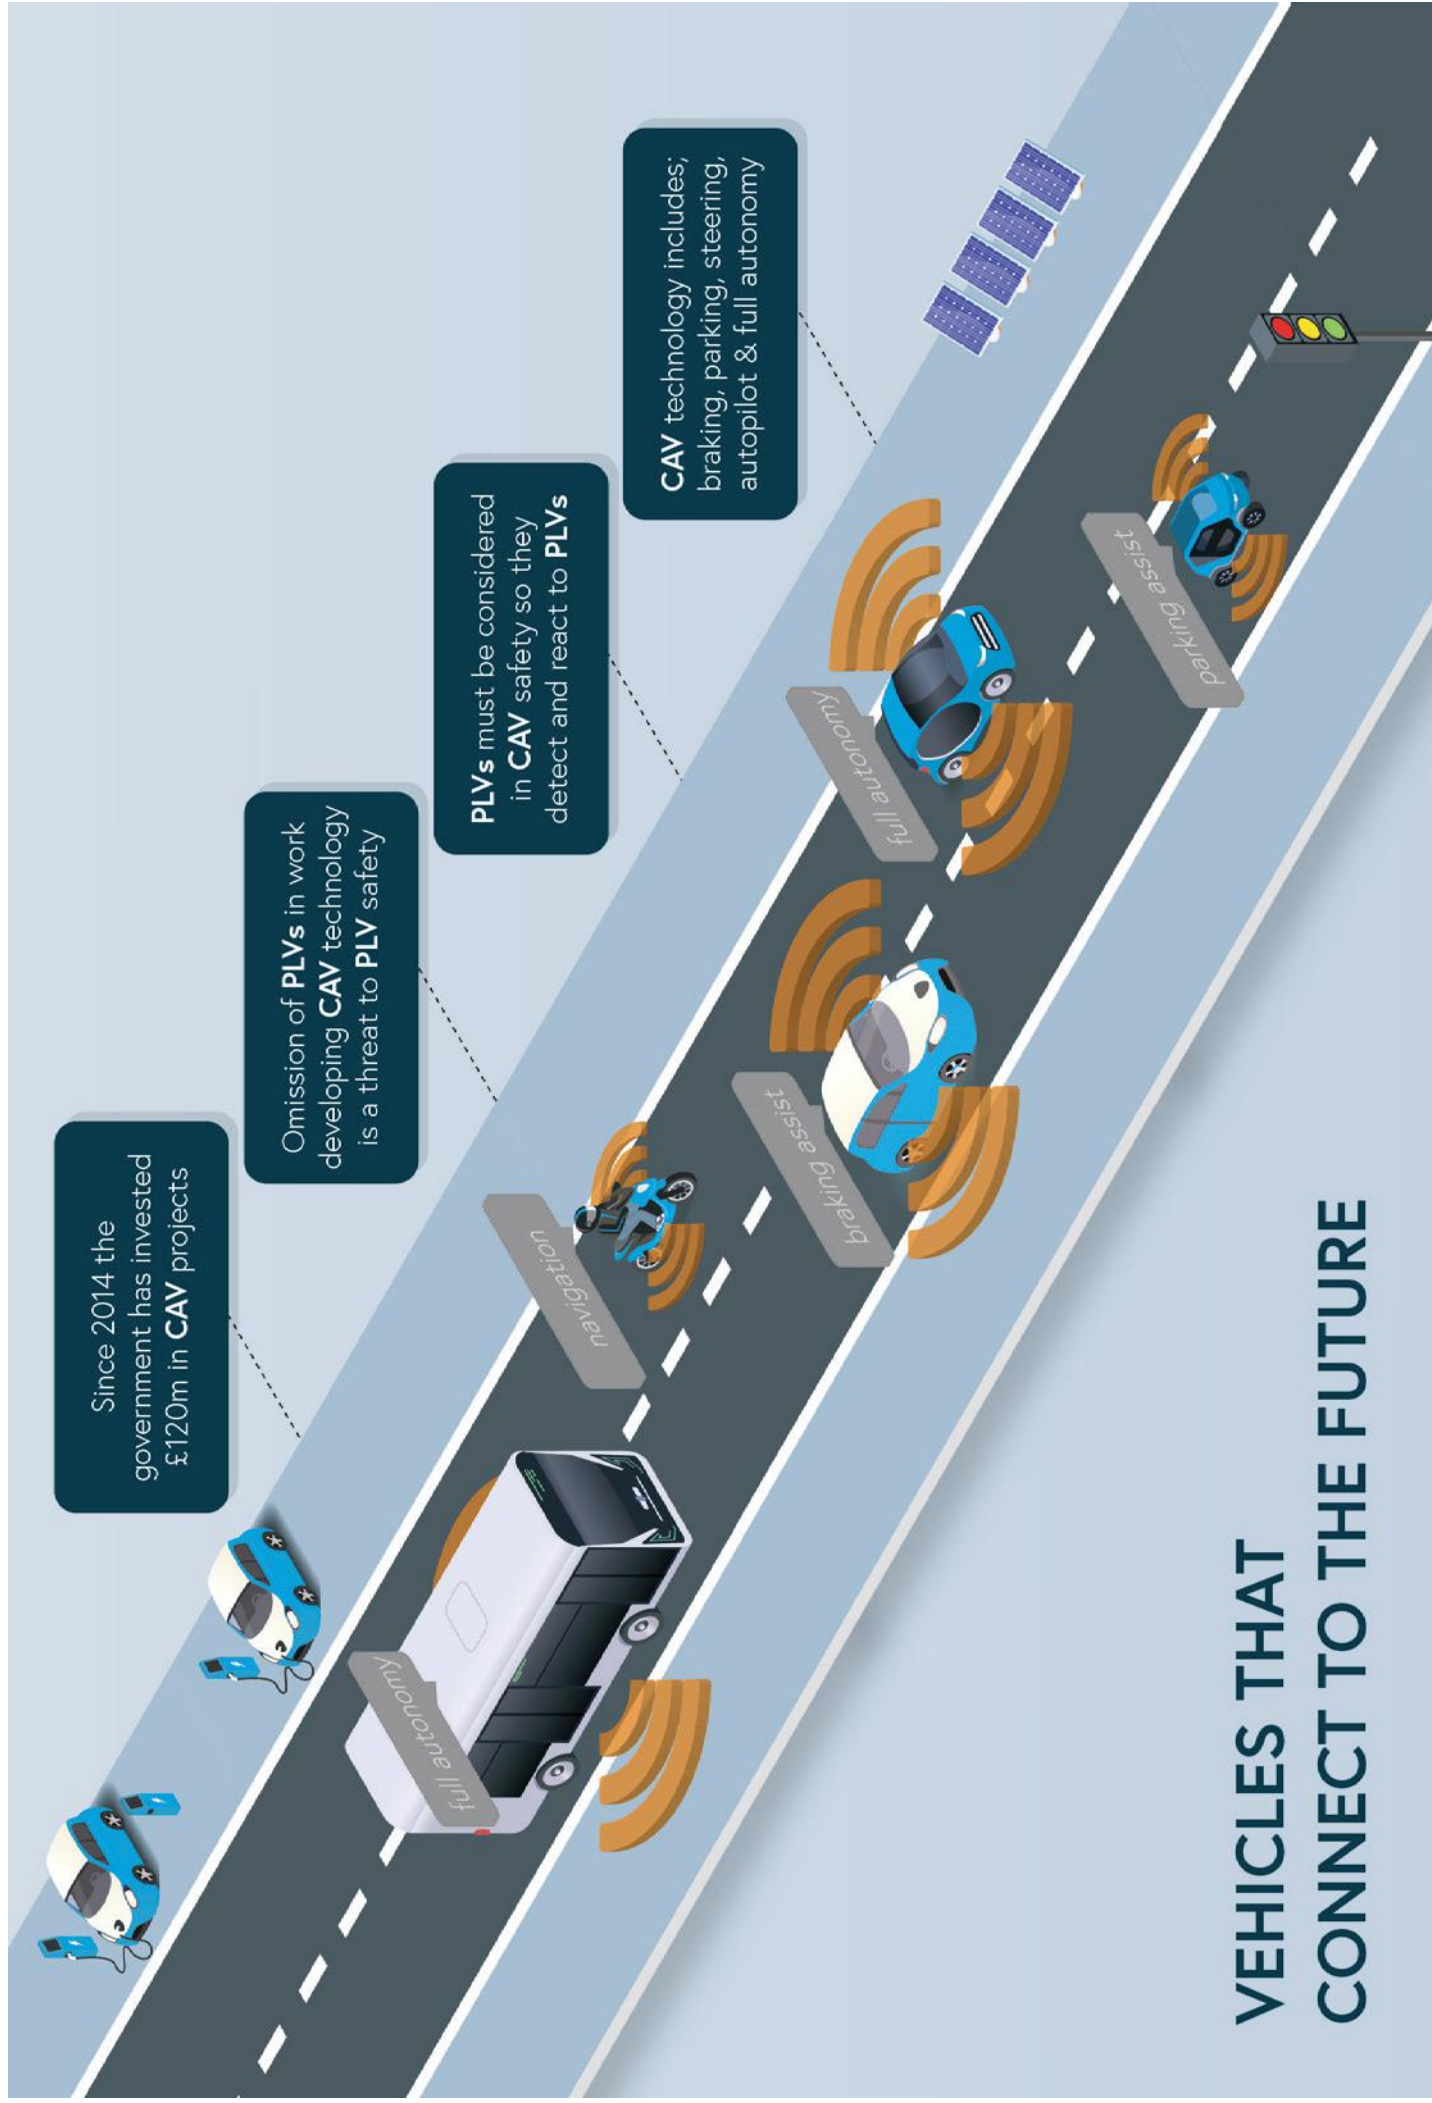 Since 2014 the
government has invested
£120m in CAV projects
Omission of PLVs in work
developing CAV technology
is a threat to PLV safety
PLVs must be considered
in CAV safety so they
detect and react to PLVs
CAV technology includes;
braking, parking, steering,
autopilot & full autonomy
full autonomy
navigation
braking assist
full autonomy
parking assist
VEHICLES THAT
CONNECT TO THE FUTURE